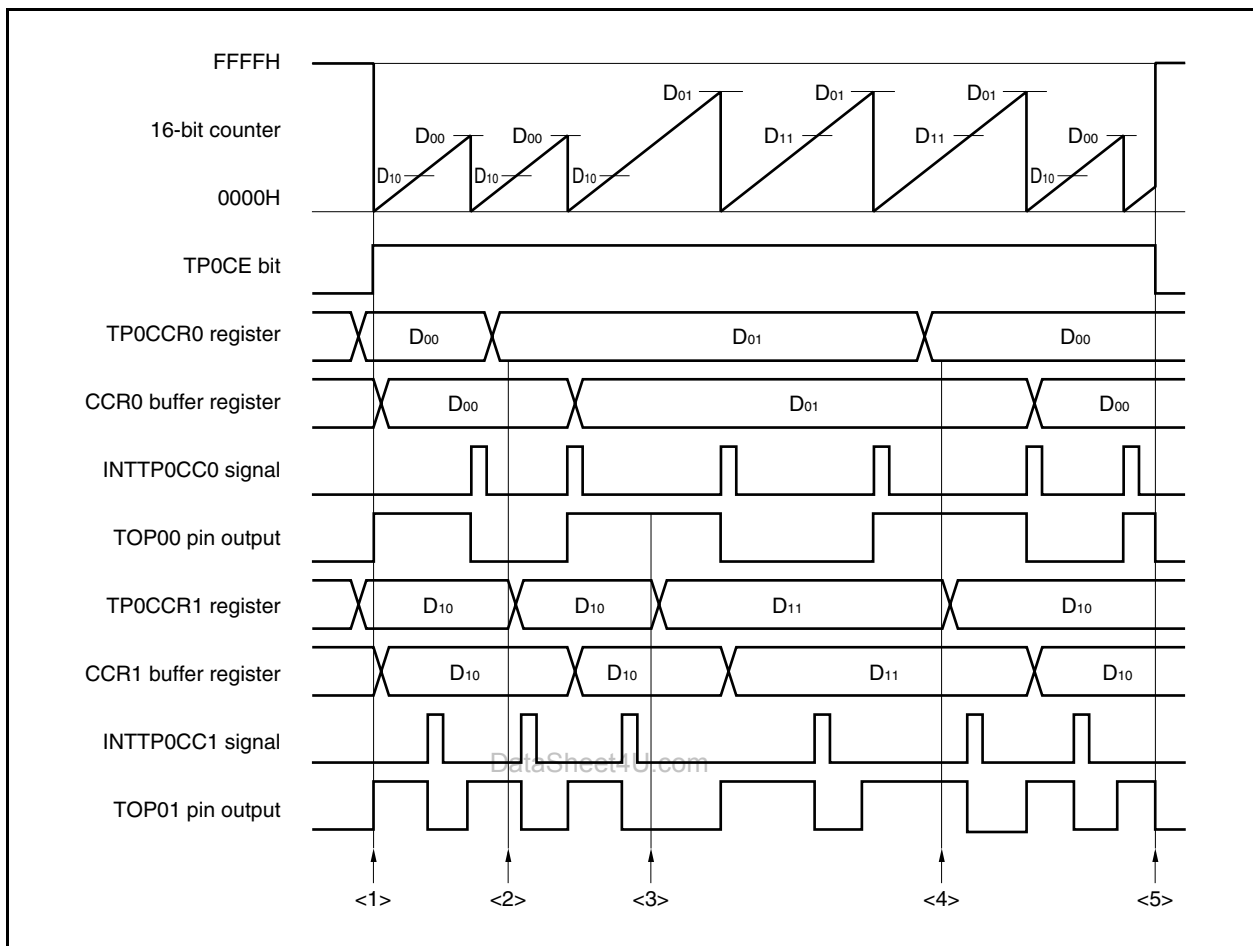 FFFFH
D01 D01 D01
16-bit counter
D00 D00 D11 D11 D00
D10 D10 D10 D10
0000H
TP0CE bit
TP0CCR0 register
D00 D01 D00
CCR0 buffer register
D00 D01 D00
INTTP0CC0 signal
TOP00 pin output
TP0CCR1 register
D10 D10 D11 D10
CCR1 buffer register
D10 D10 D11 D10
INTTP0CC1 signal
DataSheet4U.com
TOP01 pin output
<1> <2> <3> <4> <5>